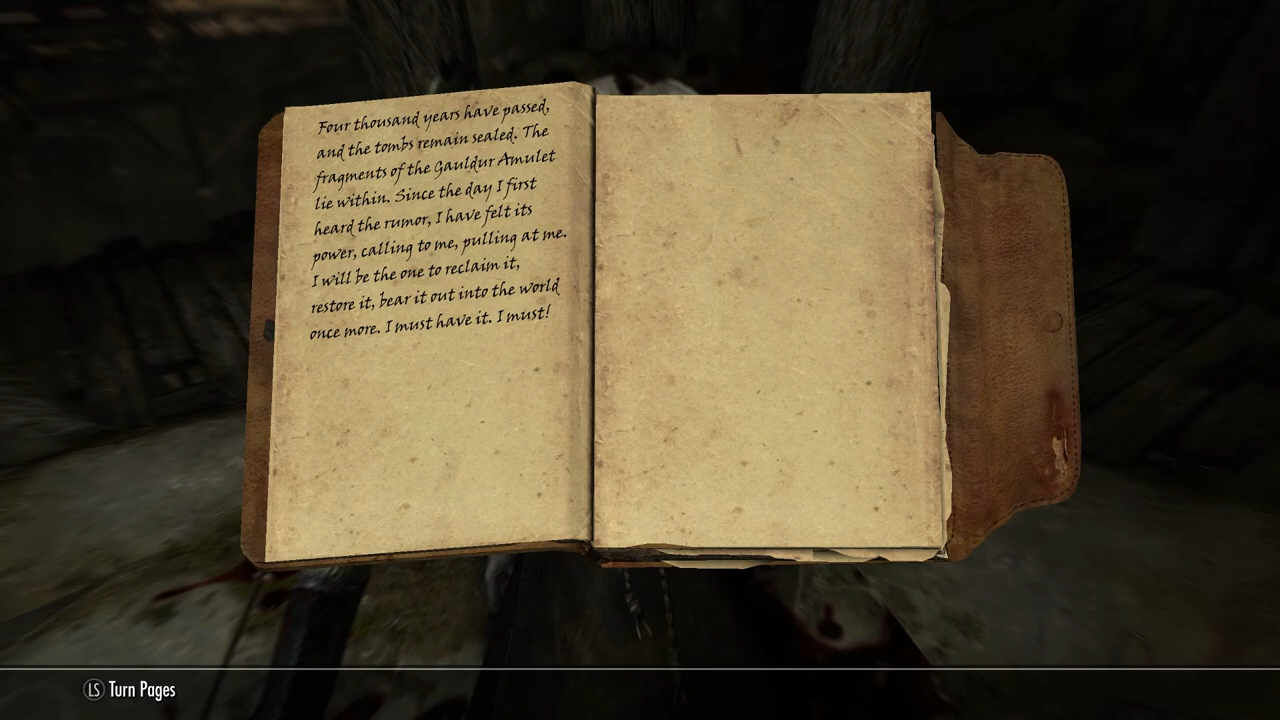 Four thousand years have passed,
and the tombs remain sealed. The
fragments of the Gauldur Amulet
lie within. Since the day I first
heard the rumor, I have felt its
power, calling to me, pulling at me.
I will be the one to reclaim it,
restore it, bear it out into the world
once more. I must have it. I must!
LS Turn Pages